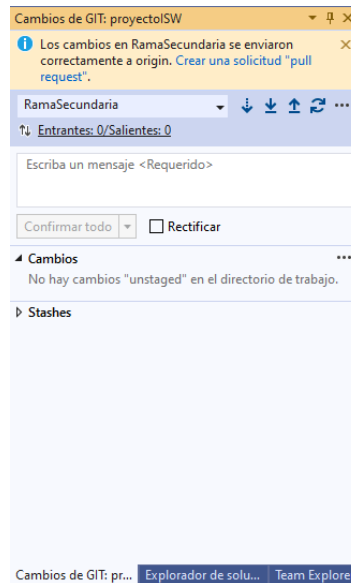 Cambios de GIT: proyectoISW
Los cambios en RamaSecundaria se enviaron
correctamente a origin. Crear una solicitud "pull
request".
RamaSecundaria
Entrantes: 0/Salientes: 0
Escriba un mensaje <Requerido>
Confirmar todo
Rectificar
Cambios
No hay cambios "unstaged" en el directorio de trabajo.
Stashes
Cambios de GIT: pr... Explorador de solu... Team Explore